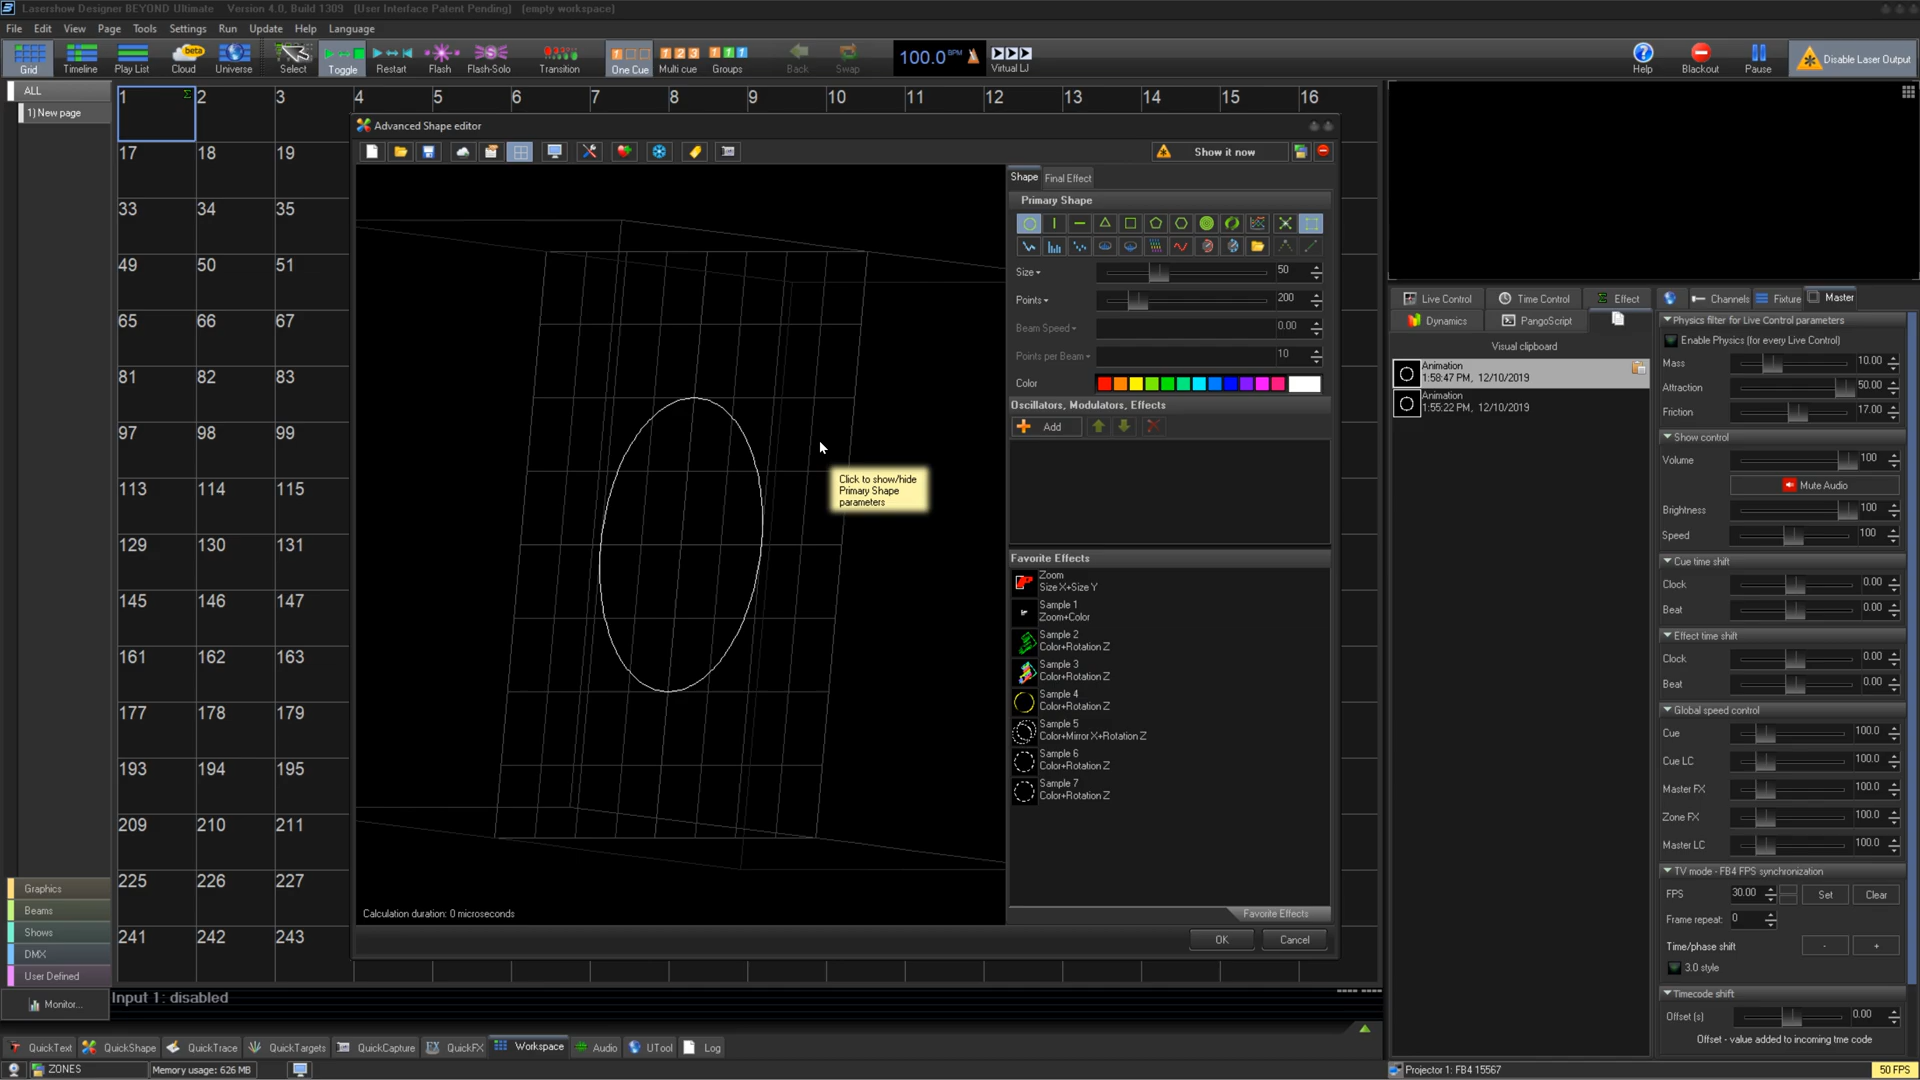 Lasershow Designer BEYOND Ultimate    Version 4.0, Build 1309    [User Interface Patent Pending]    (empty workspace)
File Edit View Page Tools Settings Run Update Help Language
Grid Timeline Play List Cloud beta Universe Select Toggle Restart Flash Flash-Solo Transition One Cue Multi cue Groups Back Swap 100.0 BPM Virtual LJ Help Blackout Pause Disable Laser Output
ALL
1) New page
1 2 3 4 5 6 7 8 9 10 11 12 13 14 15 16
17 18 19
33 34 35
49 50 51
65 66 67
81 82 83
97 98 99
113 114 115
129 130 131
145 146 147
161 162 163
177 178 179
193 194 195
209 210 211
225 226 227
241 242 243
Graphics
Beams
Shows
DMX
User Defined
Monitor...
Input 1: disabled
Advanced Shape editor
Show it now
Shape Final Effect
Primary Shape
Size 50
Points 200
Beam Speed 0.00
Points per Beam 10
Color
Oscillators, Modulators, Effects
Add
Click to show/hide
Primary Shape
parameters
Favorite Effects
Zoom
Size X+Size Y
Sample 1
Zoom+Color
Sample 2
Color+Rotation Z
Sample 3
Color+Rotation Z
Sample 4
Color+Rotation Z
Sample 5
Color+Mirror X+Rotation Z
Sample 6
Color+Rotation Z
Sample 7
Color+Rotation Z
Calculation duration: 0 microseconds
Favorite Effects
OK Cancel
Live Control Time Control Effect
Dynamics PangoScript
Visual clipboard
Animation
1:58:47 PM, 12/10/2019
Animation
1:55:22 PM, 12/10/2019
Channels Fixture Master
Physics filter for Live Control parameters
Enable Physics (for every Live Control)
Mass 10.00
Attraction 50.00
Friction 17.00
Show control
Volume 100
Mute Audio
Brightness 100
Speed 100
Cue time shift
Clock 0.00
Beat 0.00
Effect time shift
Clock 0.00
Beat 0.00
Global speed control
Cue 100.0
Cue LC 100.0
Master FX 100.0
Zone FX 100.0
Master LC 100.0
TV mode - FB4 FPS synchronization
FPS 30.00 Set Clear
Frame repeat: 0
Time/phase shift - +
3.0 style
Timecode shift
Offset (s) 0.00
Offset - value added to incoming tme code
QuickText QuickShape QuickTrace QuickTargets QuickCapture QuickFX Workspace Audio UTool Log
ZONES Memory usage: 626 MB Projector 1: FB4 15567 50 FPS